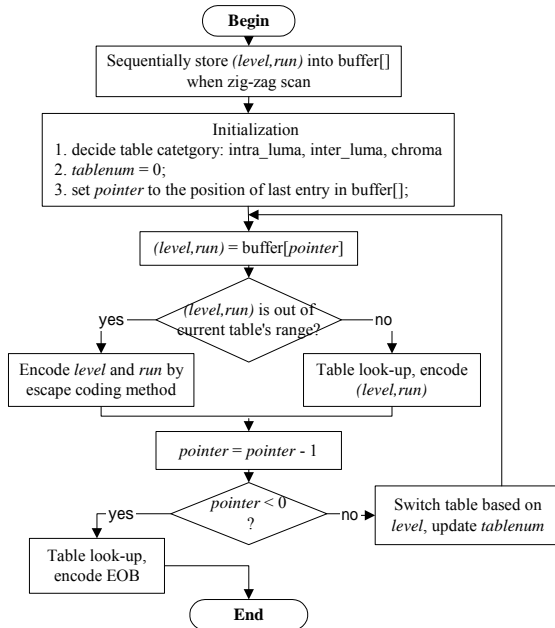 Begin
Sequentially store (level,run) into buffer[]
when zig-zag scan
Initialization
1. decide table catetgory: intra_luma, inter_luma, chroma
2. tablenum = 0;
3. set pointer to the position of last entry in buffer[];
(level,run) = buffer[pointer]
(level,run) is out of
current table's range?
yes
no
Encode level and run by
escape coding method
Table look-up, encode
(level,run)
pointer = pointer - 1
pointer < 0
?
yes
no
Switch table based on
level, update tablenum
Table look-up,
encode EOB
End